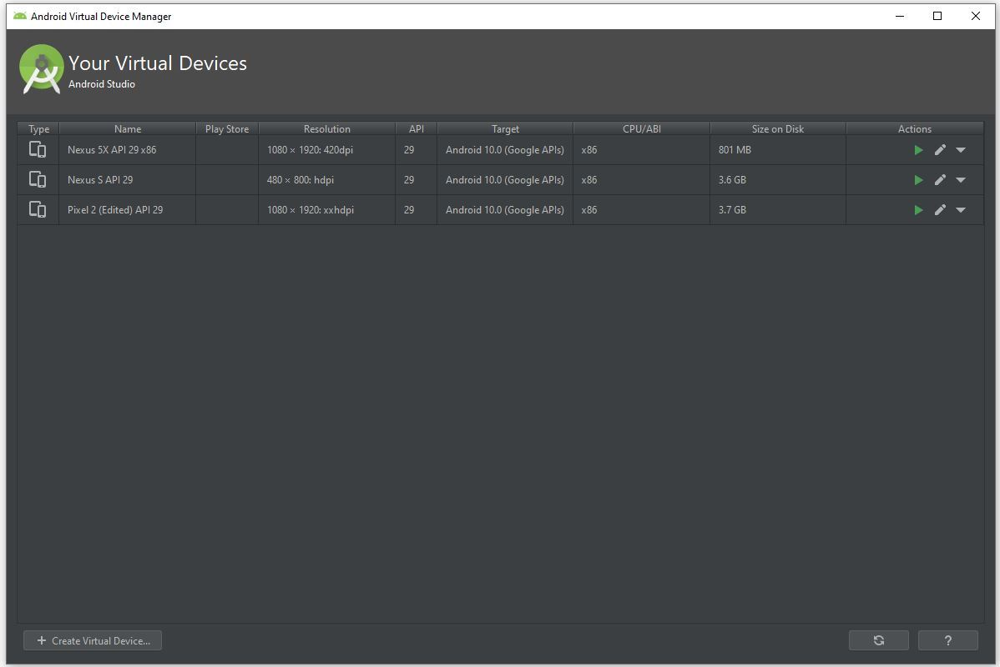 Android Virtual Device Manager
Your Virtual Devices
Android Studio
Type Name Play Store Resolution API Target CPU/ABI Size on Disk Actions
Nexus 5X API 29 x86 1080 × 1920: 420dpi 29 Android 10.0 (Google APIs) x86 801 MB
Nexus S API 29 480 × 800: hdpi 29 Android 10.0 (Google APIs) x86 3.6 GB
Pixel 2 (Edited) API 29 1080 × 1920: xxhdpi 29 Android 10.0 (Google APIs) x86 3.7 GB
+ Create Virtual Device... ?